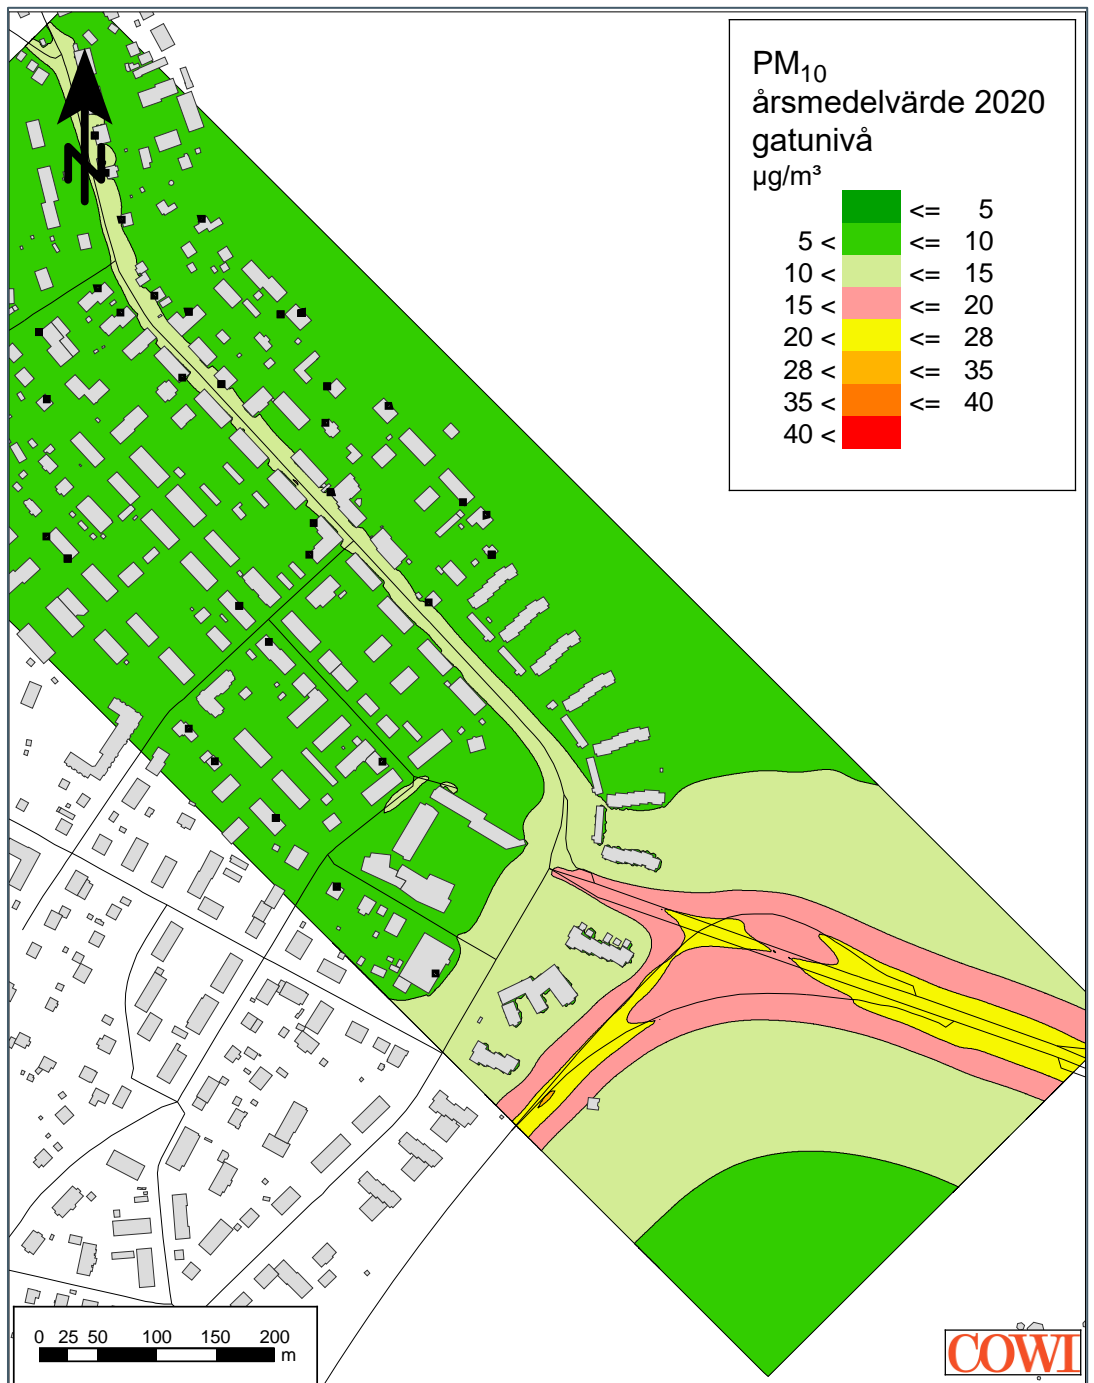 PM₁₀
årsmedelvärde 2020
gatunivå
µg/m³
<= 5
5 < <= 10
10 < <= 15
15 < <= 20
20 < <= 28
28 < <= 35
35 < <= 40
40 <
N
0 25 50 100 150 200
m
COWI